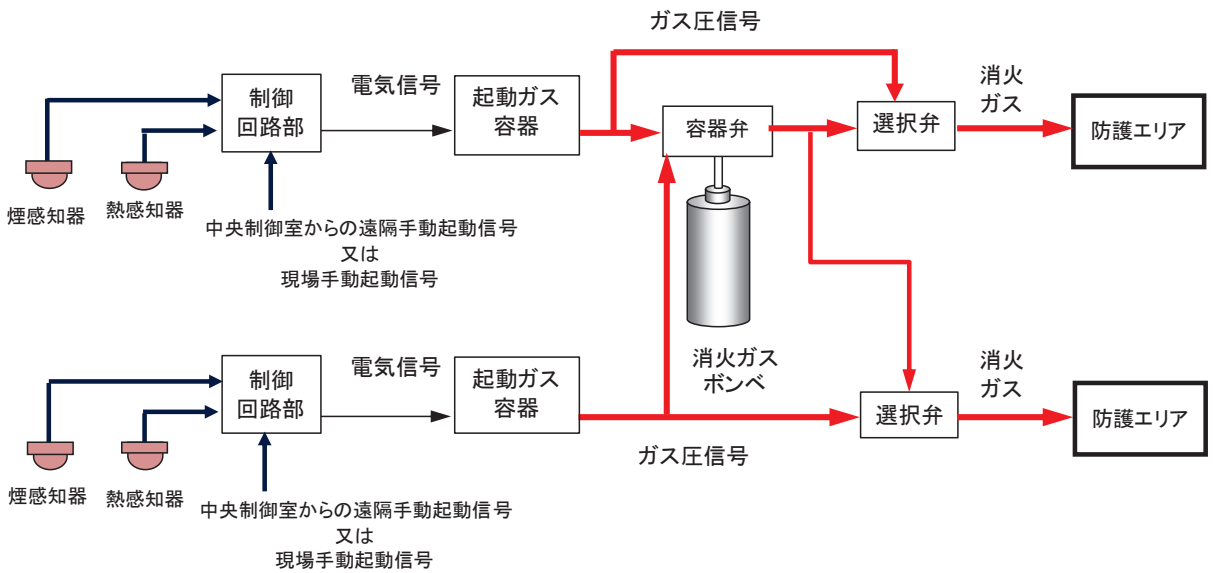 ガス圧信号
電気信号
制御
回路部
起動ガス
容器
容器弁
選択弁
消火
ガス
防護エリア
煙感知器
熱感知器
中央制御室からの遠隔手動起動信号
又は
現場手動起動信号
消火ガス
ボンベ
電気信号
制御
回路部
起動ガス
容器
選択弁
消火
ガス
防護エリア
ガス圧信号
煙感知器
熱感知器
中央制御室からの遠隔手動起動信号
又は
現場手動起動信号